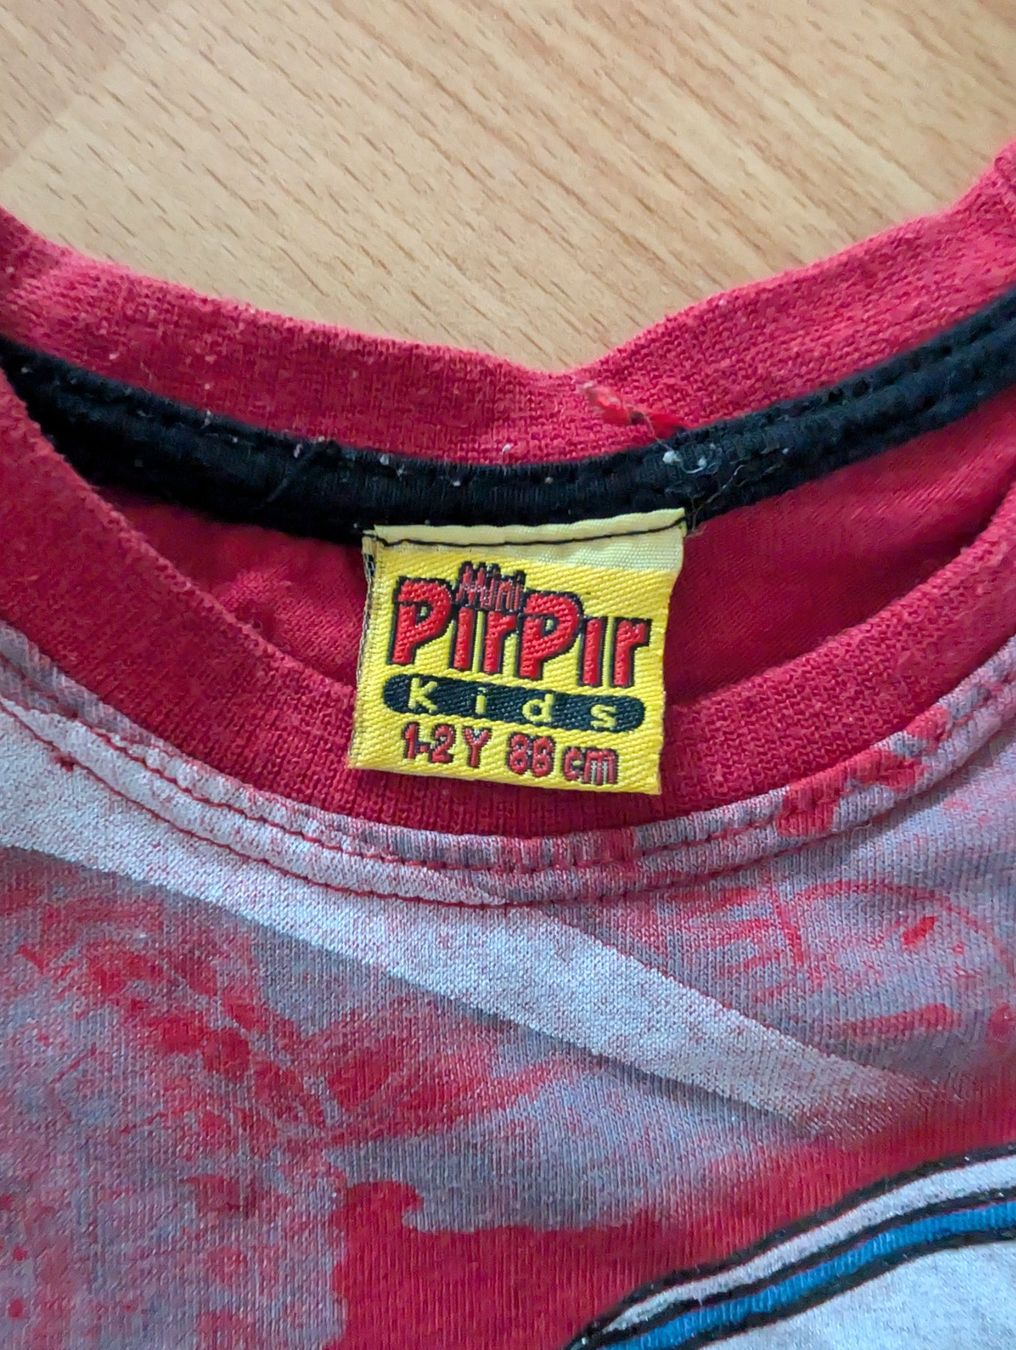 Mini
PirPir
Kids
1-2 Y 88 cm